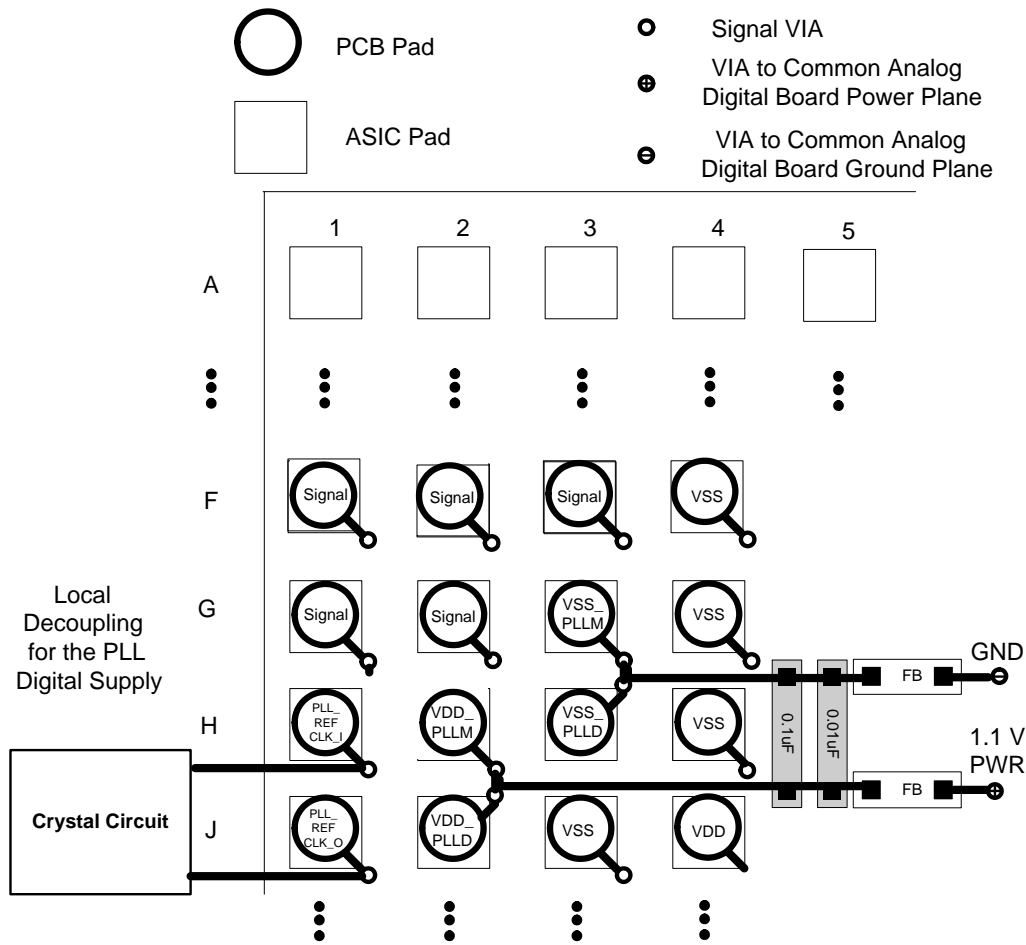 PCB Pad
ASIC Pad
Signal VIA
VIA to Common Analog
Digital Board Power Plane
VIA to Common Analog
Digital Board Ground Plane
1
2
3
4
5
A
F
Signal
Signal
Signal
VSS
Local
Decoupling
for the PLL
Digital Supply
G
Signal
Signal
VSS_
PLLM
VSS
GND
FB
H
PLL_
REF
CLK_I
VDD_
PLLM
VSS_
PLLD
VSS
0.1uF
0.01uF
1.1 V
PWR
FB
Crystal Circuit
J
PLL_
REF
CLK_O
VDD_
PLLD
VSS
VDD